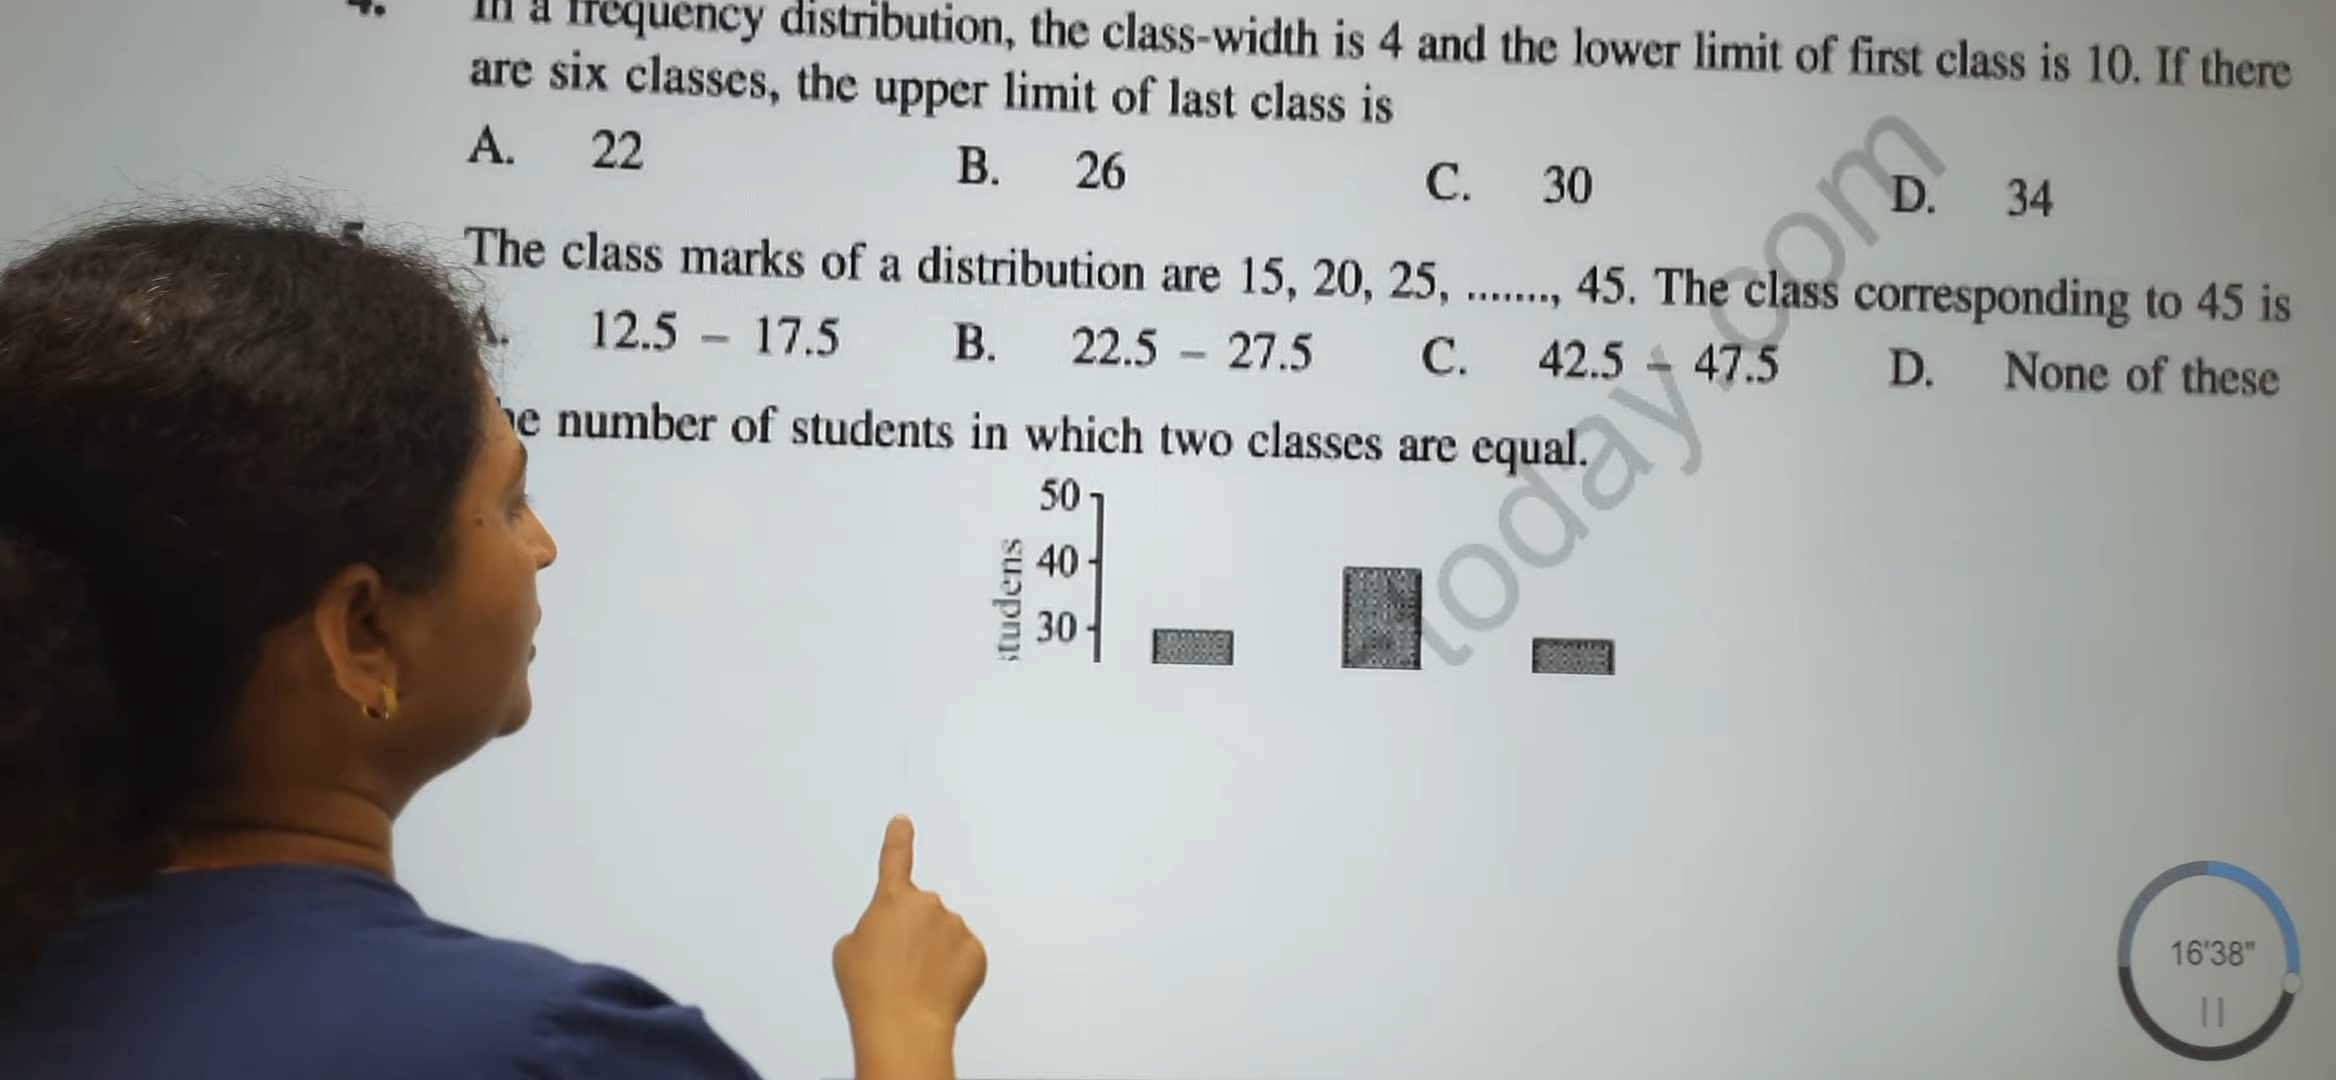 4. In a frequency distribution, the class-width is 4 and the lower limit of first class is 10. If there
are six classes, the upper limit of last class is
A. 22 B. 26 C. 30 D. 34
5 The class marks of a distribution are 15, 20, 25, ......., 45. The class corresponding to 45 is
A. 12.5 – 17.5 B. 22.5 – 27.5 C. 42.5 – 47.5 D. None of these
he number of students in which two classes are equal.
50
40
30
studens
today.com
16'38"